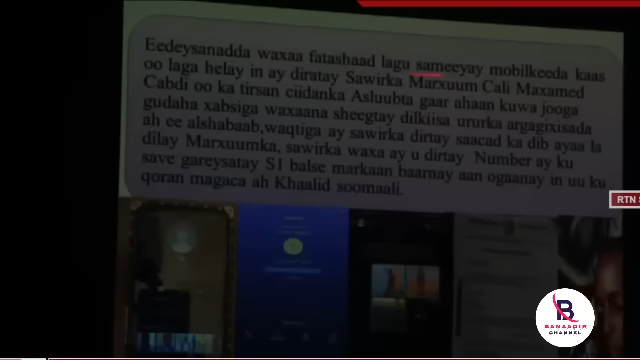 Eedeysanadda waxaa fatashaad lagu sameeyay mobilkeeda kaas
oo laga helay in ay diratay Sawirka Marxuum Cali Maxamed
Cabdi oo ka tirsan ciidanka Asluubta gaar ahaan kuwa jooga
gudaha xabsiga waxaana sheegtay dilkiisa ururka argagixisada
ah ee alshabaab,waqtiga ay sawirka dirtay saacad ka dib ayaa la
dilay Marxuumka, sawirka waxa ay u dirtay Number ay ku
save gareysatay S1 balse markaan baarnay aan ogaanay in uu ku
qoran magaca ah Khaalid soomaali.
RTN
BANAADIR
CHANNEL